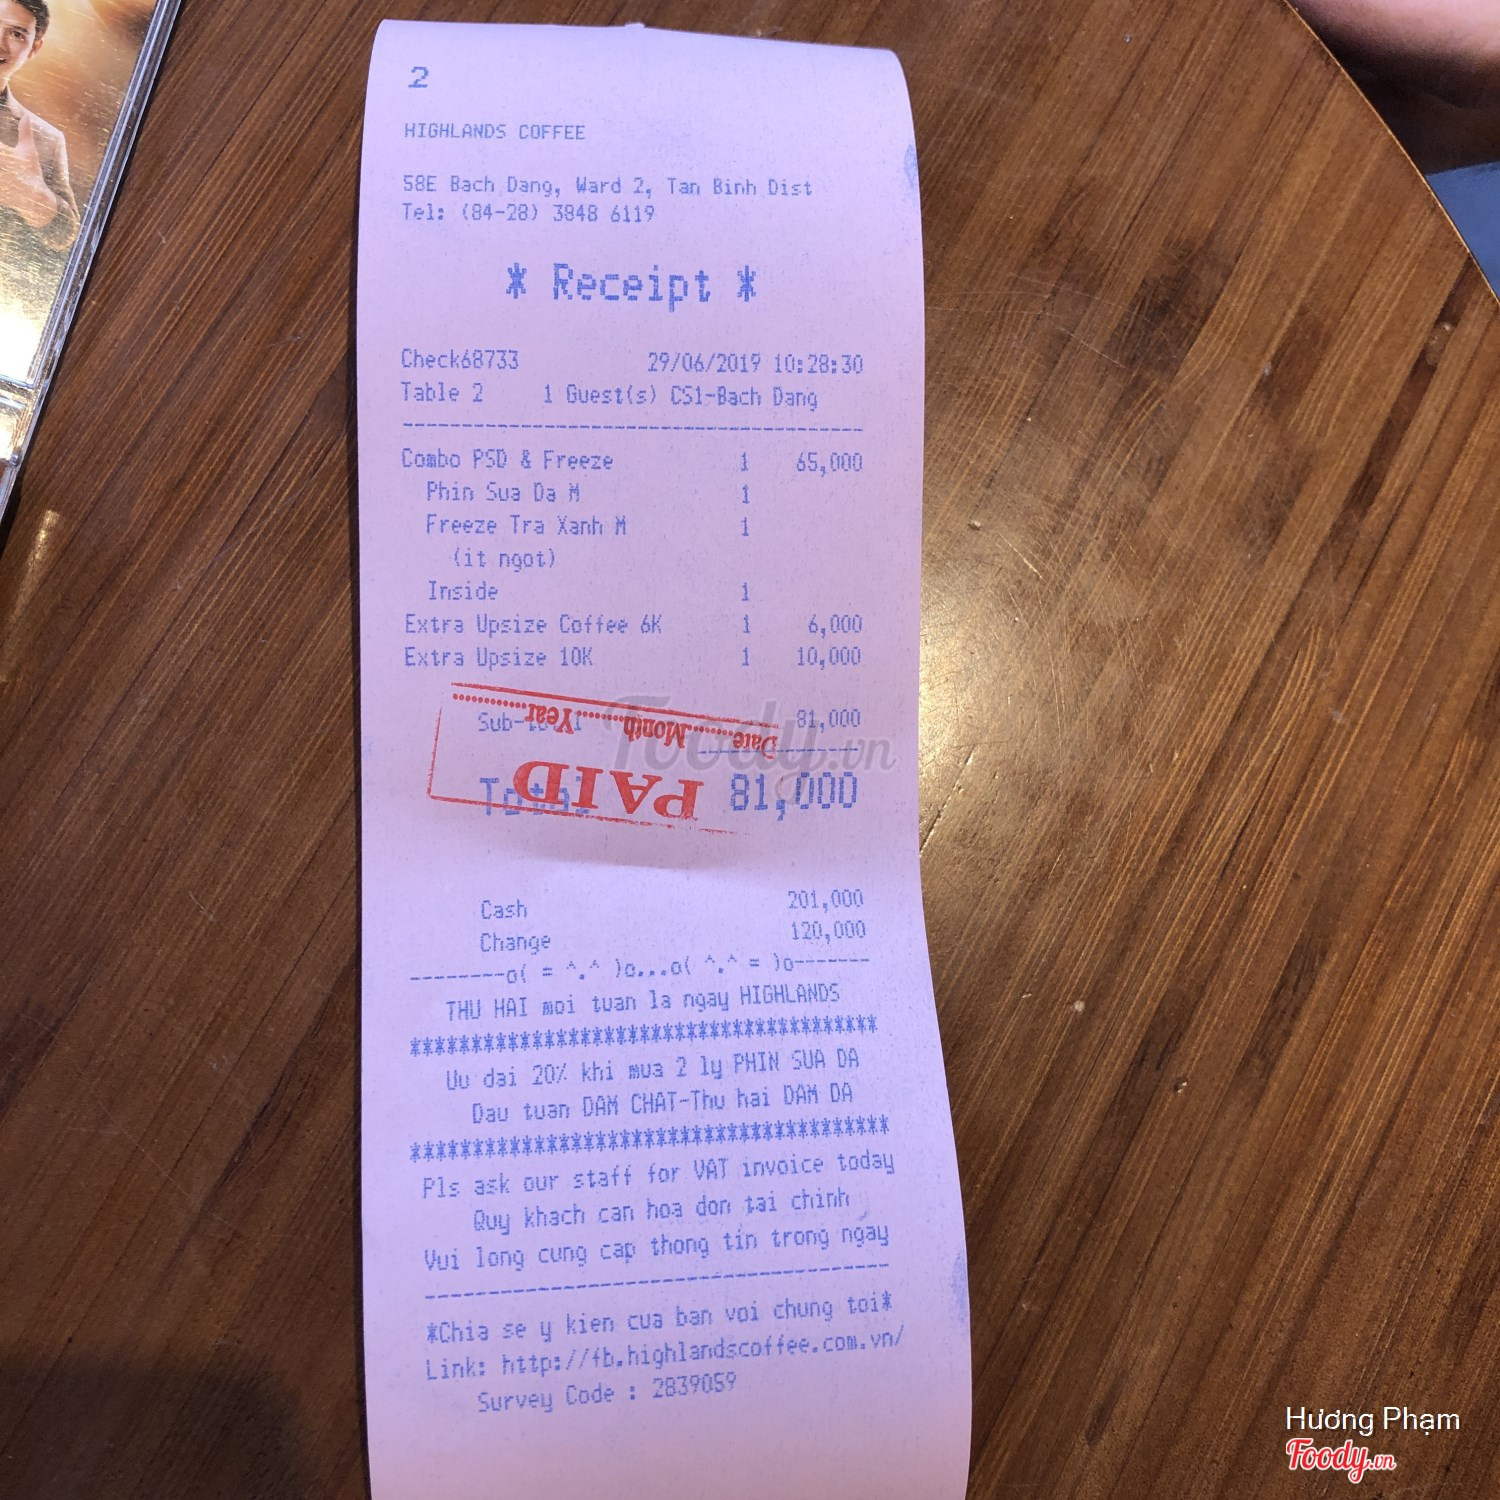 2
HIGHLANDS COFFEE
58E Bach Dang, Ward 2, Tan Binh Dist
Tel: (84-28) 3848 6119
* Receipt *
Check68733 29/06/2019 10:28:30
Table 2 1 Guest(s) CS1-Bach Dang
--------------------------------------
Combo PSD & Freeze 1 65,000
Phin Sua Da M 1
Freeze Tra Xanh M 1
(it ngot)
Inside 1
Extra Upsize Coffee 6K 1 6,000
Extra Upsize 10K 1 10,000
Sub-total 81,000
Date........Month........Year............
PAID
Total 81,000
Cash 201,000
Change 120,000
--------o( = ^.^ )o...o( ^.^ = )o-------
THU HAI moi tuan la ngay HIGHLANDS
**************************************
Uu dai 20% khi mua 2 ly PHIN SUA DA
Dau tuan DAM CHAT-Thu hai DAM DA
**************************************
Pls ask our staff for VAT invoice today
Quy khach can hoa don tai chinh
Vui long cung cap thong tin trong ngay
--------------------------------------
*Chia se y kien cua ban voi chung toi*
Link: http://fb.highlandscoffee.com.vn/
Survey Code : 2839059
Foody.vn
Hương Phạm
Foody.vn